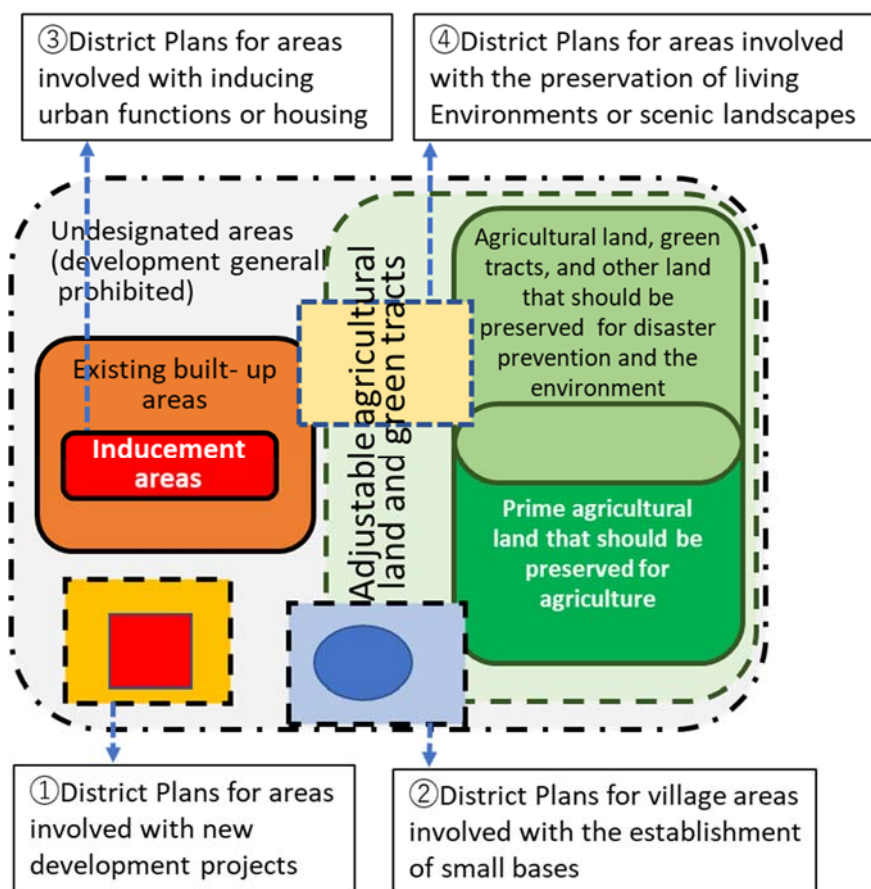 ③District Plans for areas
involved with inducing
urban functions or housing
④District Plans for areas involved
with the preservation of living
Environments or scenic landscapes
Undesignated areas
(development generall
prohibited)
Existing built- up
areas
Inducement
areas
Adjustable agricultural
land and green tracts
Agricultural land, green
tracts, and other land
that should be
preserved for disaster
prevention and the
environment
Prime agricultural
land that should be
preserved for
agriculture
①District Plans for areas
involved with new
development projects
②District Plans for village areas
involved with the establishment
of small bases